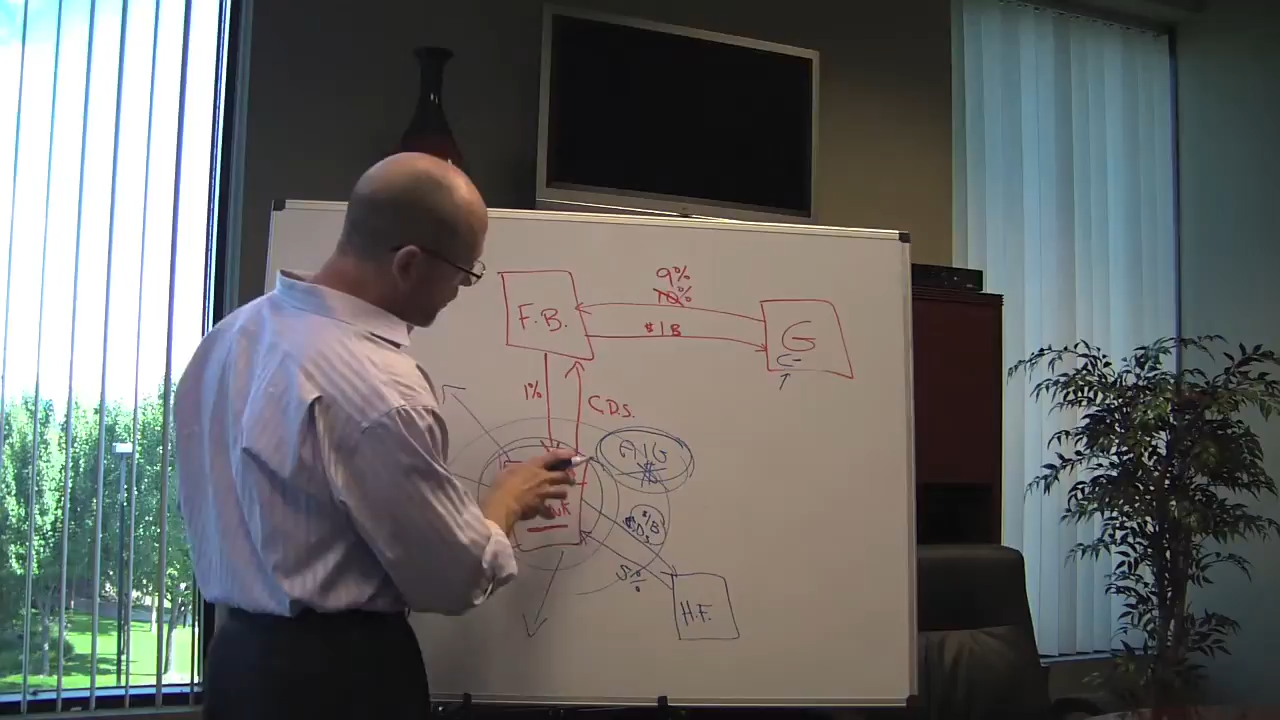 9%
10%
F.B.
$1B
G
C-
1%
C.D.S.
AIG
$1B
CDS
5%
H.F.